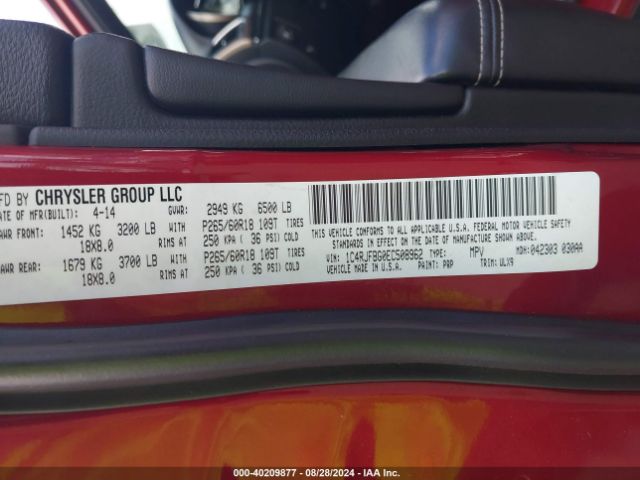 FD BY CHRYSLER GROUP LLC
ATE OF MFR(BUILT): 4-14 GVWR: 2949 KG 6500 LB
AWR FRONT: 1452 KG 3200 LB WITH P265/60R18 109T TIRES
18X8.0 RIMS AT 250 KPA ( 36 PSI) COLD
AWR REAR: 1679 KG 3700 LB WITH P265/60R18 109T TIRES
18X8.0 RIMS AT 250 KPA ( 36 PSI) COLD
THIS VEHICLE CONFORMS TO ALL APPLICABLE U.S.A. FEDERAL MOTOR VEHICLE SAFETY
STANDARDS IN EFFECT ON THE DATE OF MANUFACTURE SHOWN ABOVE.
VIN: 1C4RJFBG0EC508962 TYPE: MPV MDH: 042303 030AA
PAINT: PRP TRIM: ULX9
000-40209877 - 08/28/2024 - IAA Inc.